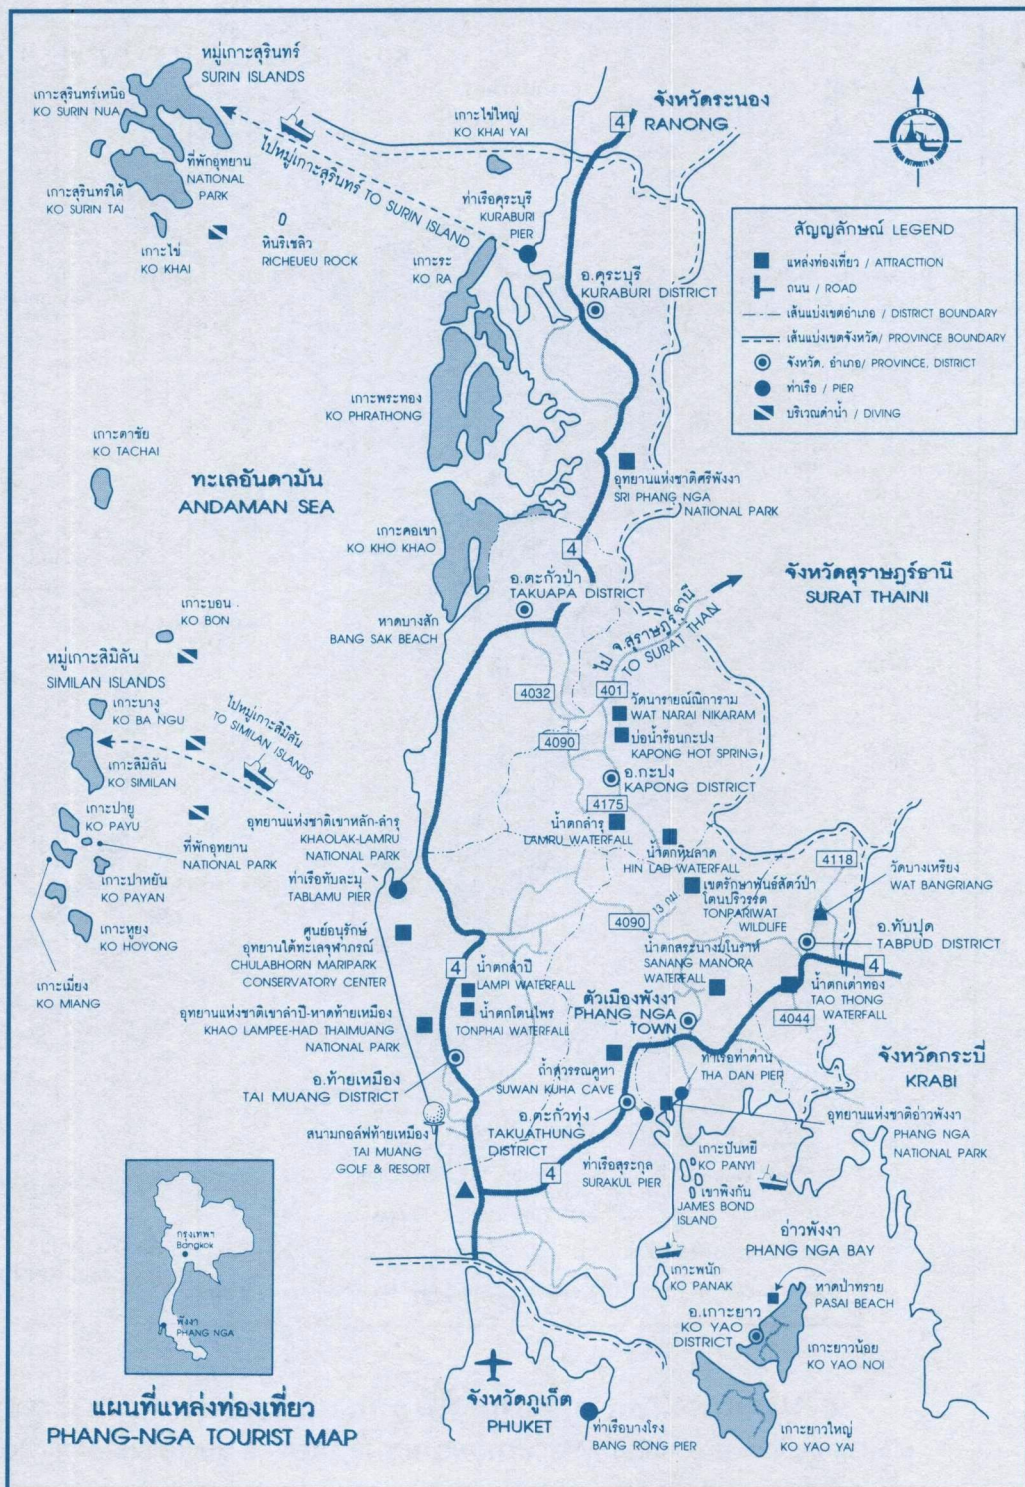 หมู่เกาะสุรินทร์
SURIN ISLANDS
เกาะสุรินทร์เหนือ
KO SURIN NUA
เกาะสุรินทร์ใต้
KO SURIN TAI
ที่พักอุทยาน
NATIONAL
PARK
เกาะไข่
KO KHAI
หินริเชลิว
RICHEUEU ROCK
ไปหมู่เกาะสุรินทร์ TO SURIN ISLAND
เกาะไข่ใหญ่
KO KHAI YAI
4
จังหวัดระนอง
RANONG
ท่าเรือคุระบุรี
KURABURI
PIER
เกาะระ
KO RA
อ.คุระบุรี
KURABURI DISTRICT
สัญญลักษณ์ LEGEND
แหล่งท่องเที่ยว / ATTRACTTION
ถนน / ROAD
เส้นแบ่งเขตอำเภอ / DISTRICT BOUNDARY
เส้นแบ่งเขตจังหวัด/ PROVINCE BOUNDARY
จังหวัด, อำเภอ/ PROVINCE, DISTRICT
ท่าเรือ / PIER
บริเวณดำน้ำ / DIVING
เกาะพระทอง
KO PHRATHONG
เกาะตาชัย
KO TACHAI
ทะเลอันดามัน
ANDAMAN SEA
อุทยานแห่งชาติศรีพังงา
SRI PHANG NGA
NATIONAL PARK
เกาะคอเขา
KO KHO KHAO
4
อ.ตะกั่วป่า
TAKUAPA DISTRICT
จังหวัดสุราษฎร์ธานี
SURAT THAINI
ไป จ.สุราษฎร์ธานี
TO SURAT THAN
หาดบางสัก
BANG SAK BEACH
เกาะบอน
KO BON
หมู่เกาะสิมิลัน
SIMILAN ISLANDS
เกาะบางู
KO BA NGU
ไปหมู่เกาะสิมิลัน
TO SIMILAN ISLANDS
เกาะสิมิลัน
KO SIMILAN
เกาะปายู
KO PAYU
ที่พักอุทยาน
NATIONAL PARK
เกาะปาหยัน
KO PAYAN
เกาะหูยง
KO HOYONG
เกาะเมี่ยง
KO MIANG
4032
401
4090
วัดนารายณ์ณิการาม
WAT NARAI NIKARAM
บ่อน้ำร้อนกะปง
KAPONG HOT SPRING
อ.กะปง
KAPONG DISTRICT
4175
น้ำตกลำรุ
LAMRU WATERFALL
น้ำตกหินลาด
HIN LAD WATERFALL
4118
วัดบางเหรียง
WAT BANGRIANG
เขตรักษาพันธุ์สัตว์ป่า
โตนปริวรรต
TONPARIWAT
WILDLIFE
13 กม.
4090
อุทยานแห่งชาติเขาหลัก-ลำรุ
KHAOLAK-LAMRU
NATIONAL PARK
ท่าเรือทับละมุ
TABLAMU PIER
ศูนย์อนุรักษ์
อุทยานใต้ทะเลจุฬาภรณ์
CHULABHORN MARIPARK
CONSERVATORY CENTER
อ.ทับปุด
TABPUD DISTRICT
4
น้ำตกสระนางมโนราห์
SANANG MANORA
WATERFALL
น้ำตกเต่าทอง
TAO THONG
WATERFALL
4044
4
น้ำตกลำปี
LAMPI WATERFALL
น้ำตกโตนไพร
TONPHAI WATERFALL
อุทยานแห่งชาติเขาลำปี-หาดท้ายเหมือง
KHAO LAMPEE-HAD THAIMUANG
NATIONAL PARK
ตัวเมืองพังงา
PHANG NGA
TOWN
อ.ท้ายเหมือง
TAI MUANG DISTRICT
ถ้ำสุวรรณคูหา
SUWAN KUHA CAVE
ท่าเรือท่าด่าน
THA DAN PIER
จังหวัดกระบี่
KRABI
อ.ตะกั่วทุ่ง
TAKUATHUNG
DISTRICT
อุทยานแห่งชาติอ่าวพังงา
PHANG NGA
NATIONAL PARK
สนามกอล์ฟท้ายเหมือง
TAI MUANG
GOLF & RESORT
4
ท่าเรือสุระกุล
SURAKUL PIER
เกาะปันหยี
KO PANYI
เขาพิงกัน
JAMES BOND
ISLAND
อ่าวพังงา
PHANG NGA BAY
เกาะพนัก
KO PANAK
หาดป่าทราย
PASAI BEACH
อ.เกาะยาว
KO YAO
DISTRICT
เกาะยาวน้อย
KO YAO NOI
เกาะยาวใหญ่
KO YAO YAI
กรุงเทพฯ
Bangkok
พังงา
PHANG NGA
จังหวัดภูเก็ต
PHUKET
ท่าเรือบางโรง
BANG RONG PIER
แผนที่แหล่งท่องเที่ยว
PHANG-NGA TOURIST MAP